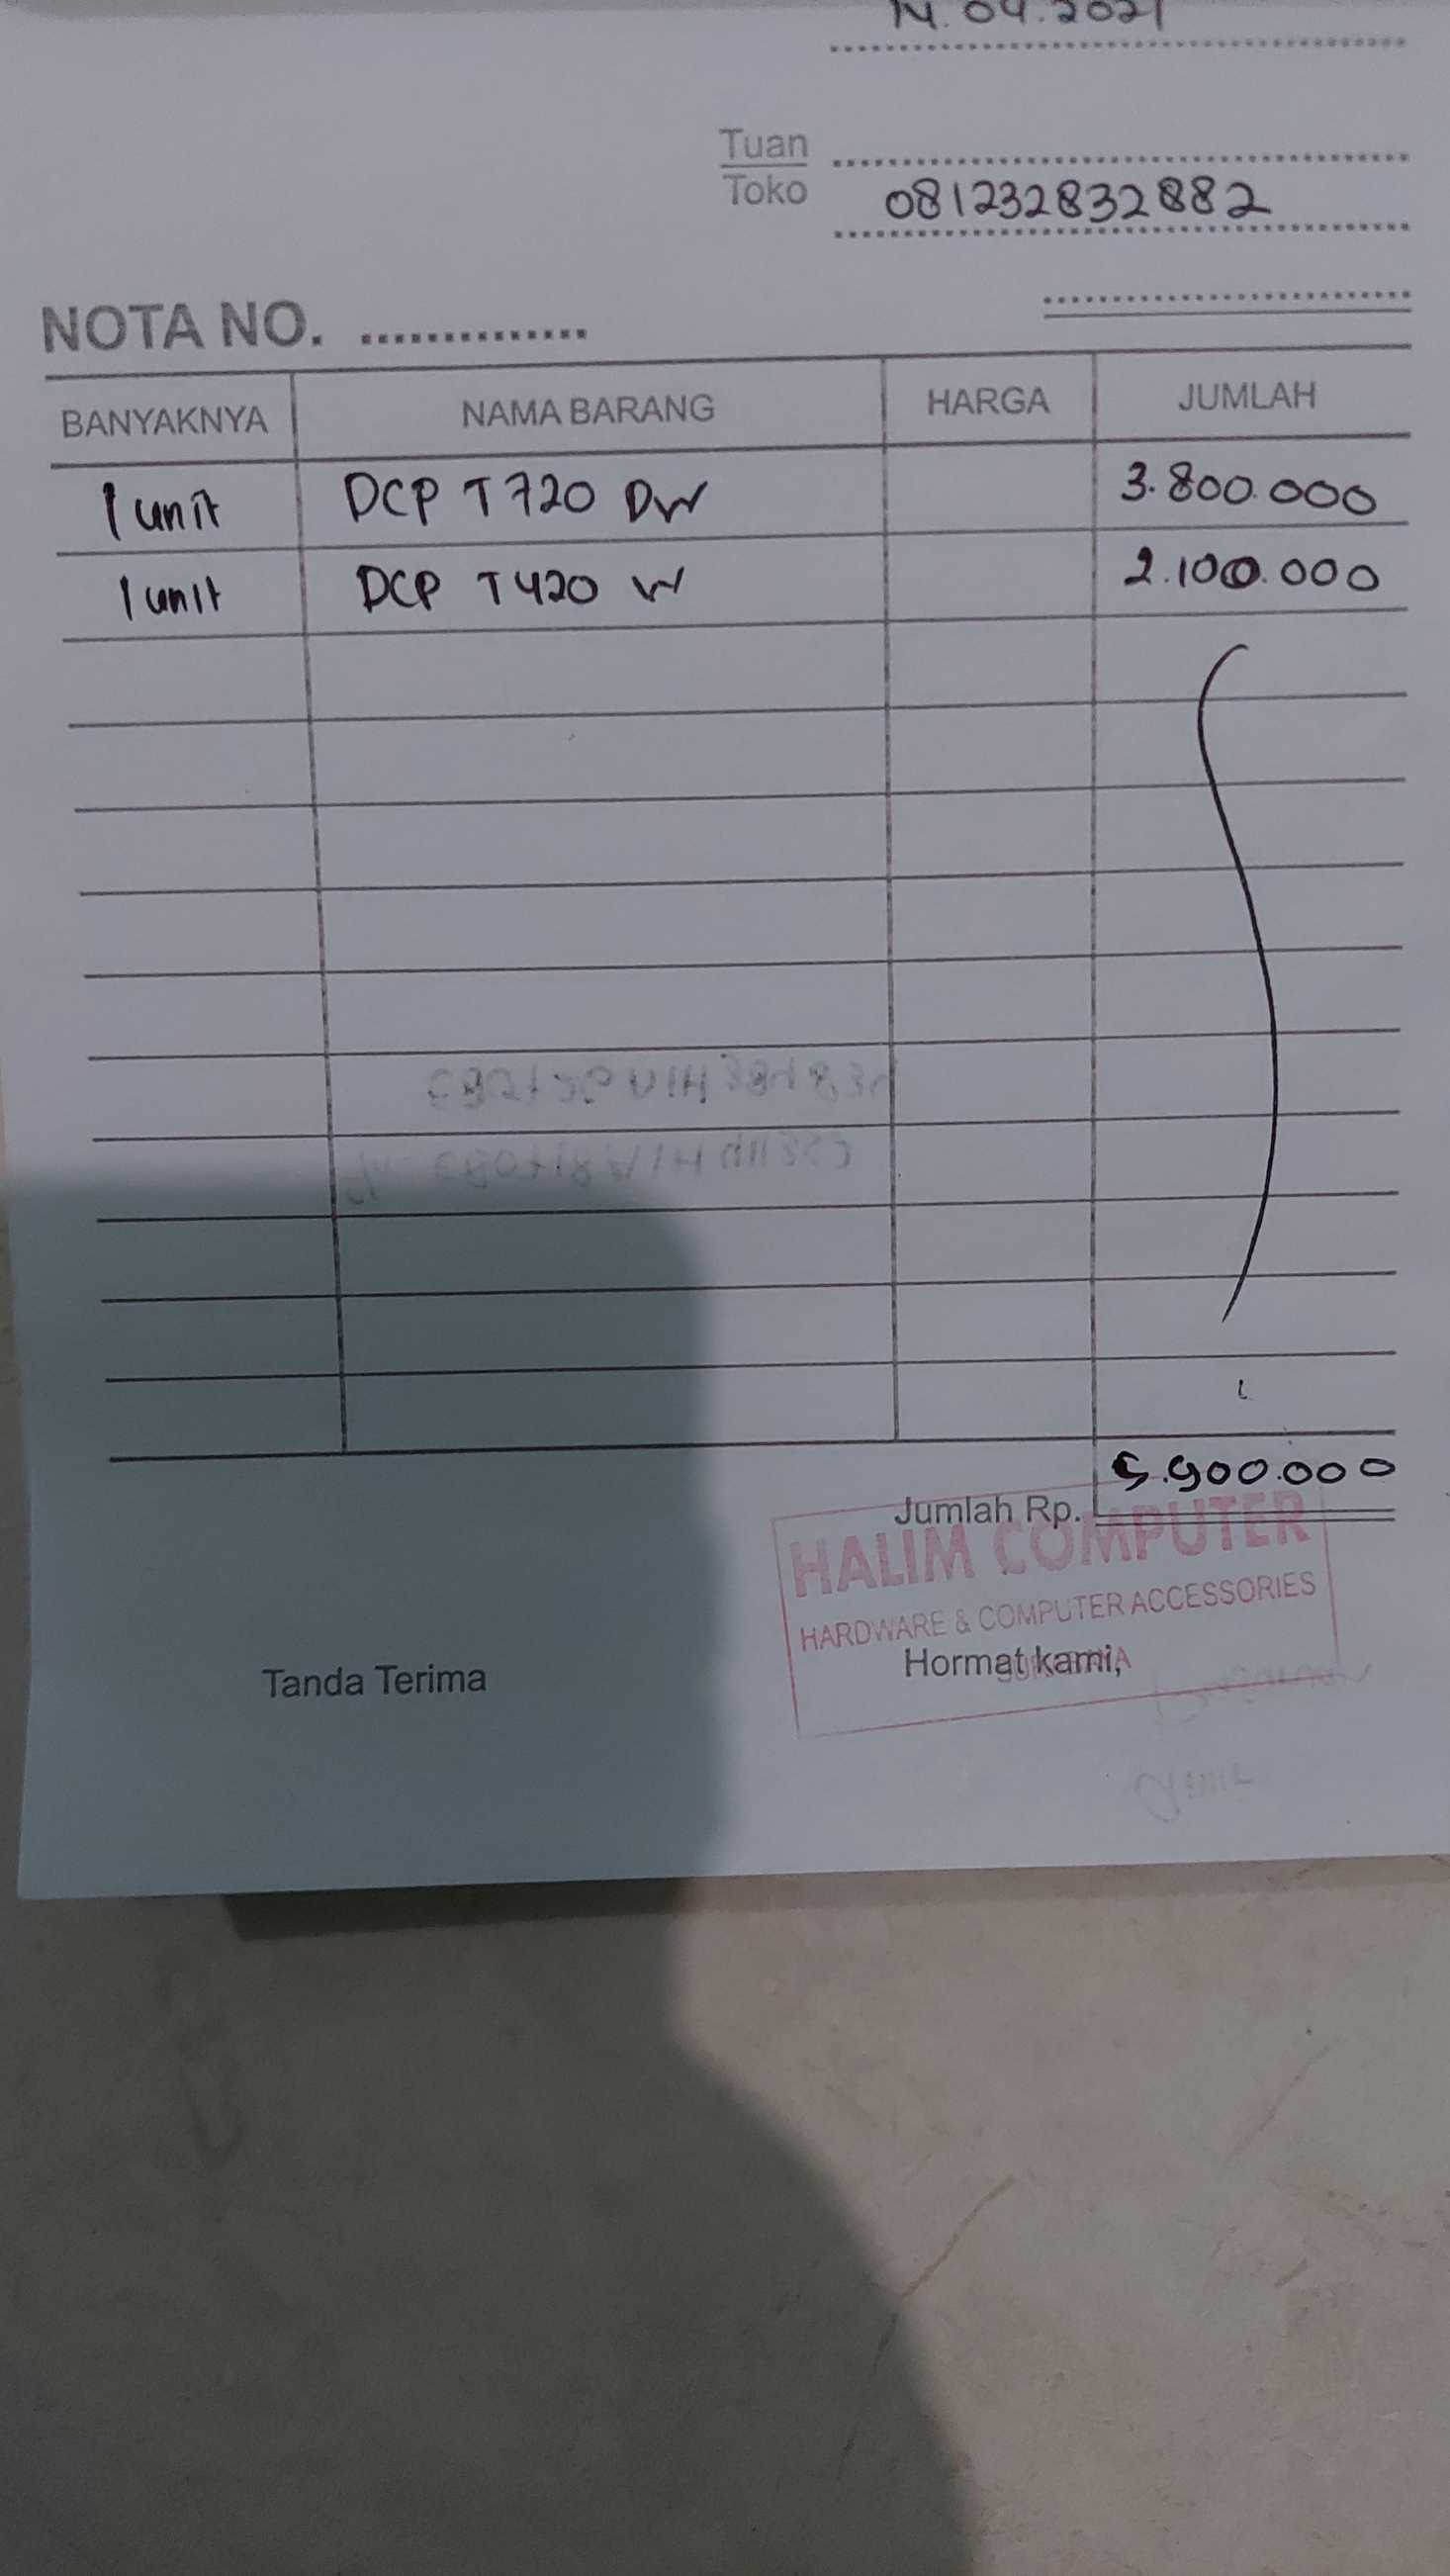 14.04.2021
Tuan
Toko 081232832882
NOTA NO. ..............
BANYAKNYA NAMA BARANG HARGA JUMLAH
1 unit DCP T720 DW 3.800.000
1 unit DCP T420 W 2.100.000
Jumlah Rp. 5.900.000
HALIM COMPUTER
HARDWARE & COMPUTER ACCESSORIES
Tanda Terima Hormat kami,